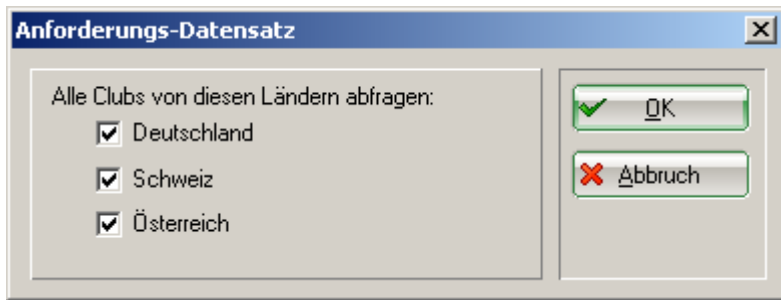 Anforderungs-Datensatz
Alle Clubs von diesen Ländern abfragen:
Deutschland
Schweiz
Österreich
OK
Abbruch